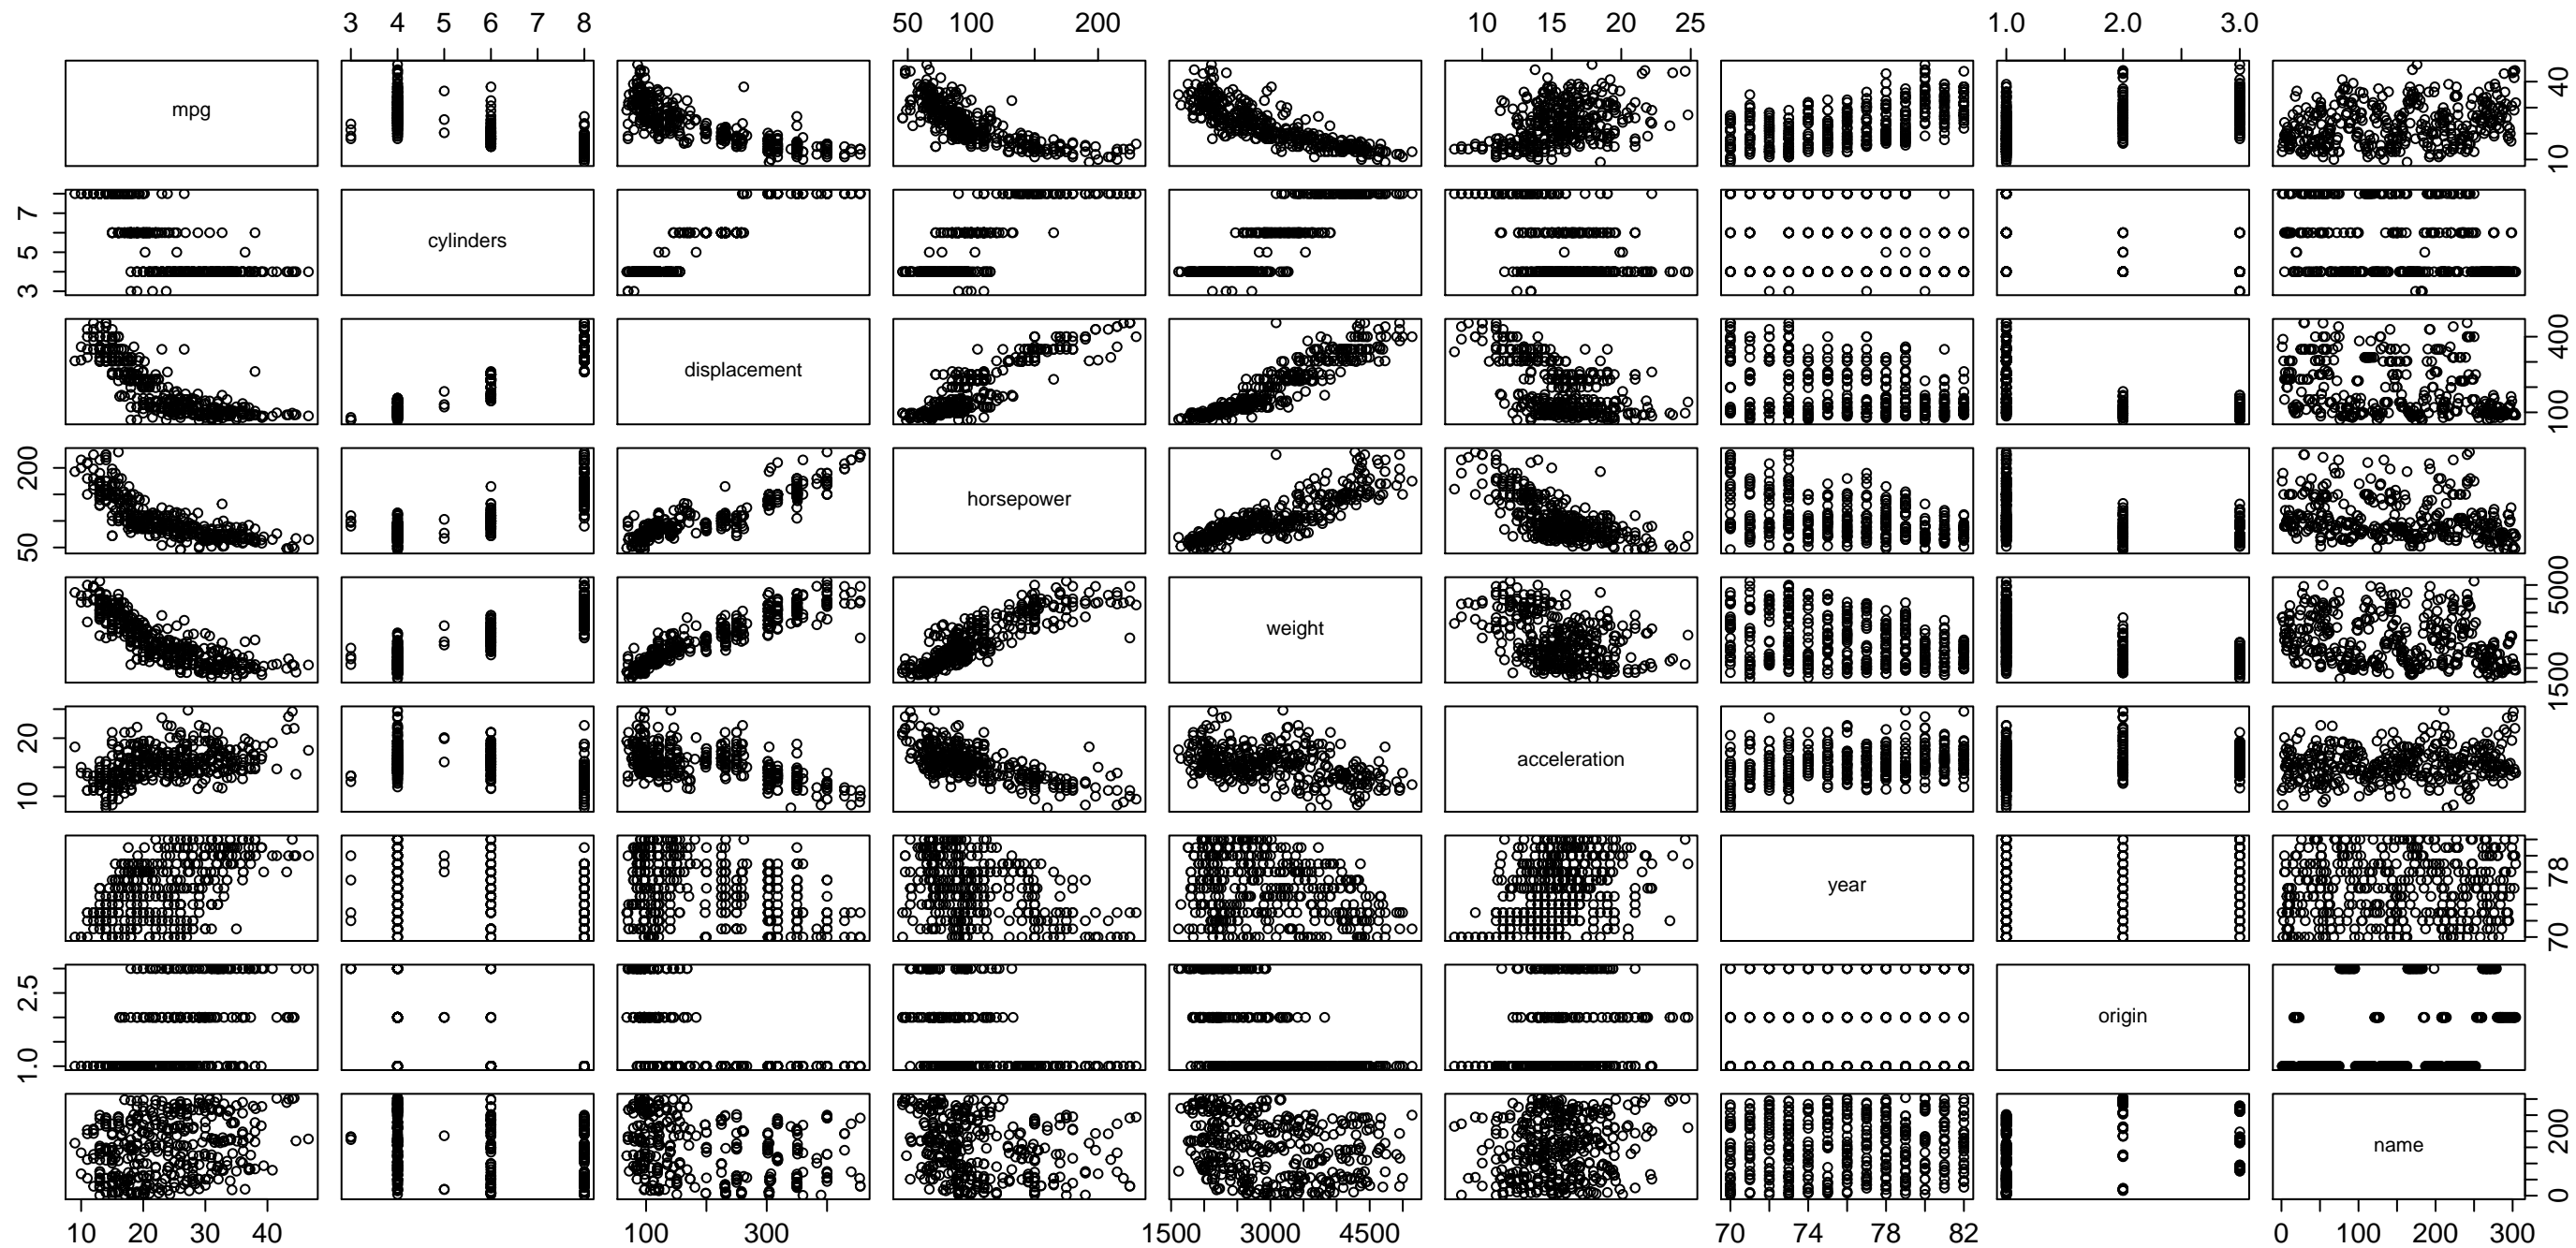 3 4 5 6 7 8 50 100 200 10 15 20 25 1.0 2.0 3.0
mpg 10 40
3 5 7 cylinders
displacement 100 400
50 200 horsepower
weight 1500 5000
10 20 acceleration
year 70 78
1.0 2.5 origin
name 0 200
10 20 30 40 100 300 1500 3000 4500 70 74 78 82 0 100 200 300